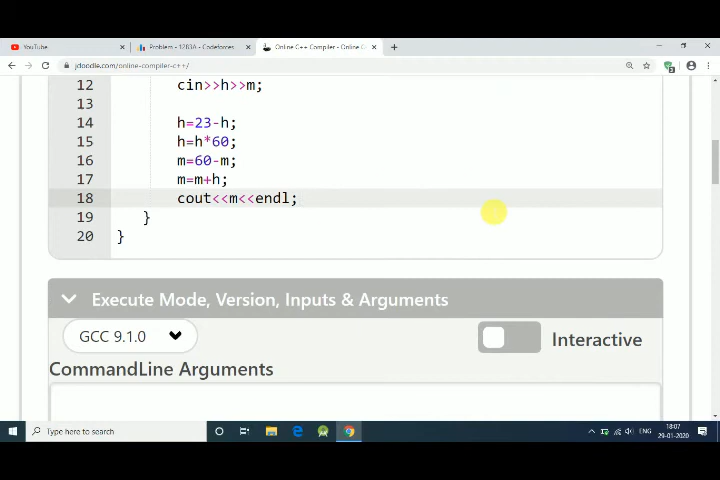 YouTube
Problem - 1283A - Codeforces
Online C++ Compiler - Online G
jdoodle.com/online-compiler-c++/
12 cin>>h>>m;
13
14 h=23-h;
15 h=h*60;
16 m=60-m;
17 m=m+h;
18 cout<<m<<endl;
19 }
20 }
Execute Mode, Version, Inputs & Arguments
GCC 9.1.0
Interactive
CommandLine Arguments
Type here to search
ENG
18:07
29-01-2020